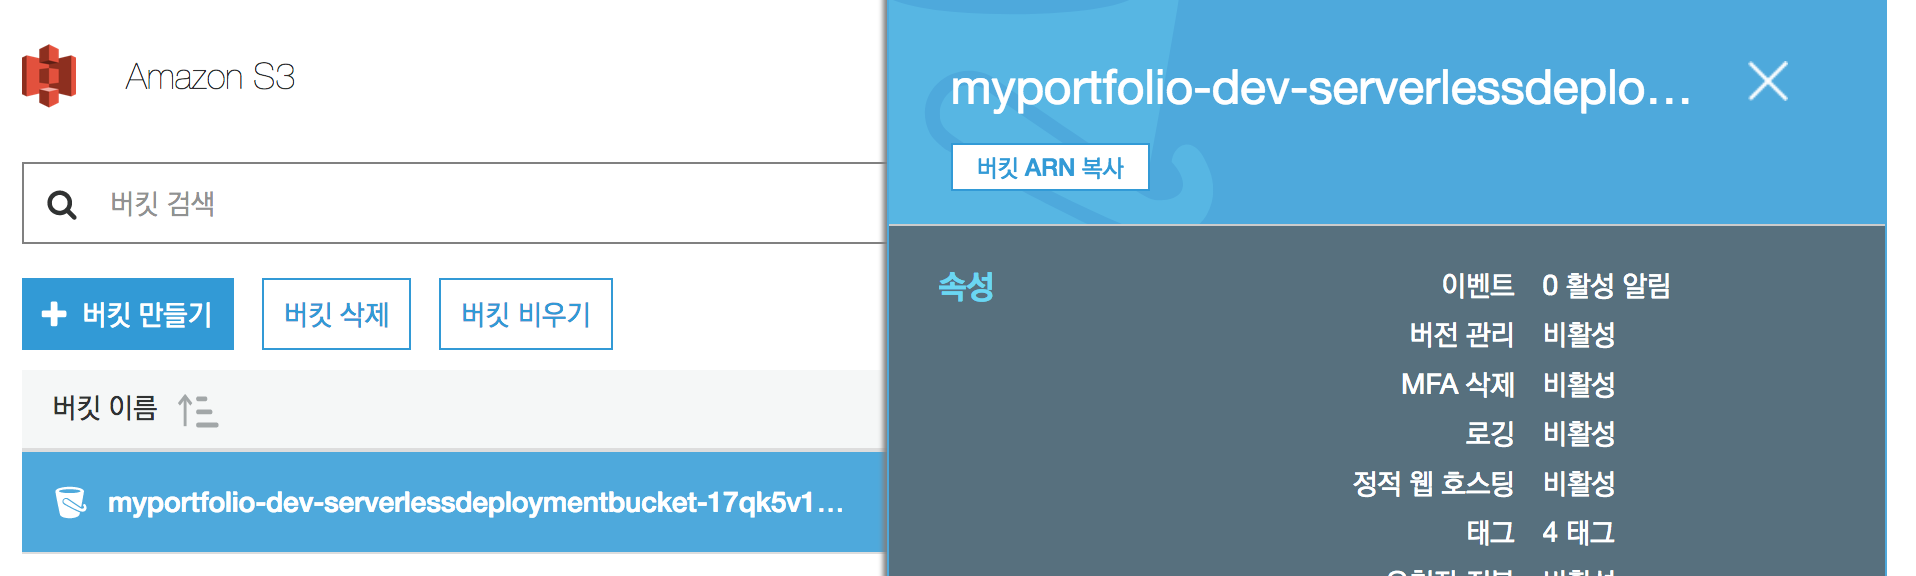 Amazon S3
버킷 검색
버킷 만들기
버킷 삭제
버킷 비우기
버킷 이름
myportfolio-dev-serverlessdeploymentbucket-17qk5v1...
myportfolio-dev-serverlessdeplo...
버킷 ARN 복사
속성
이벤트 0 활성 알림
버전 관리 비활성
MFA 삭제 비활성
로깅 비활성
정적 웹 호스팅 비활성
태그 4 태그